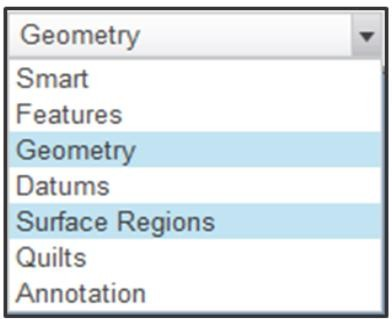 Geometry
Smart
Features
Geometry
Datums
Surface Regions
Quilts
Annotation